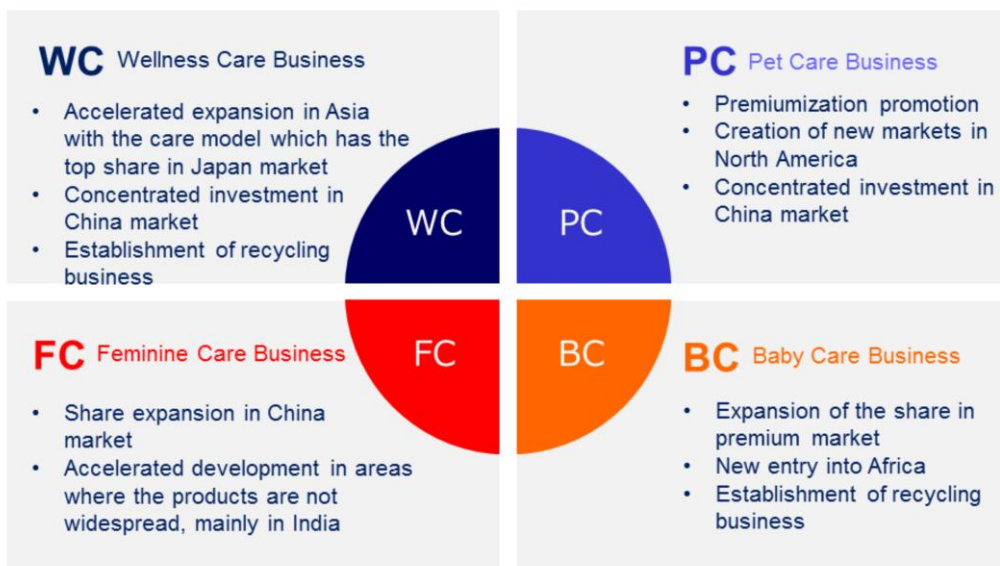 WC Wellness Care Business
• Accelerated expansion in Asia
with the care model which has the
top share in Japan market
• Concentrated investment in
China market
• Establishment of recycling
business
PC Pet Care Business
• Premiumization promotion
• Creation of new markets in
North America
• Concentrated investment in
China market
WC
PC
FC
BC
FC Feminine Care Business
• Share expansion in China
market
• Accelerated development in areas
where the products are not
widespread, mainly in India
BC Baby Care Business
• Expansion of the share in
premium market
• New entry into Africa
• Establishment of recycling
business